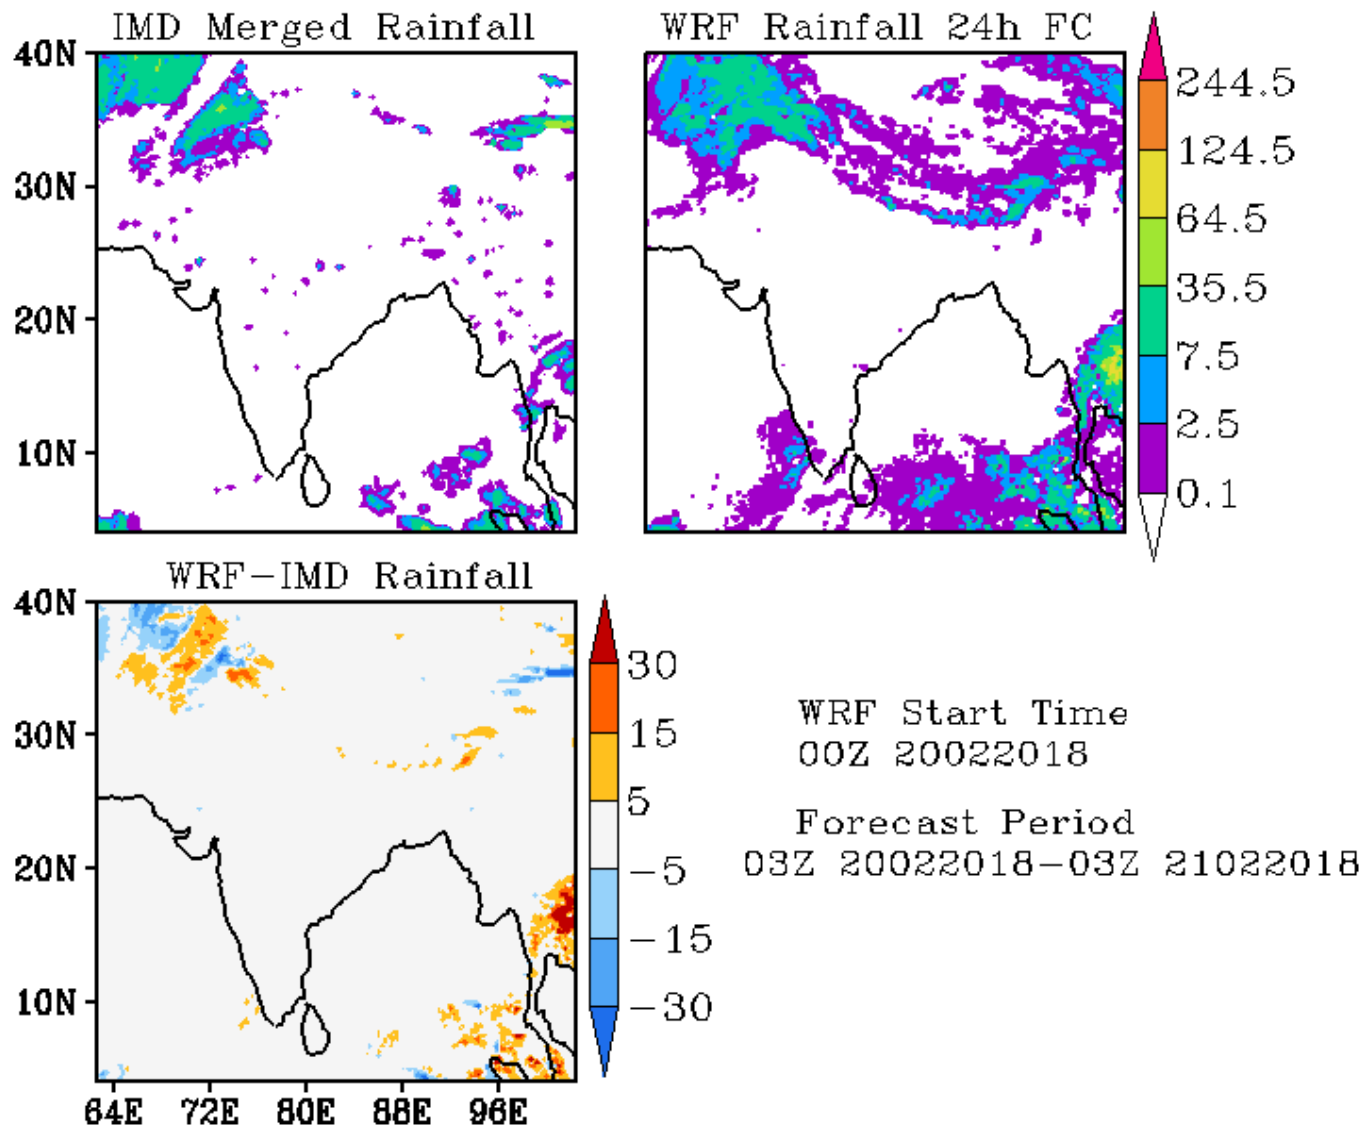 IMD Merged Rainfall
WRF Rainfall 24h FC
40N
30N
20N
10N
244.5
124.5
64.5
35.5
7.5
2.5
0.1
WRF-IMD Rainfall
40N
30N
20N
10N
64E 72E 80E 88E 96E
30
15
5
-5
-15
-30
WRF Start Time
00Z 20022018
Forecast Period
03Z 20022018-03Z 21022018